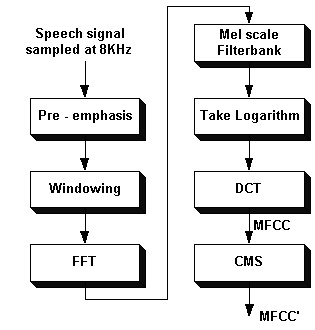 Speech signal
sampled at 8KHz
Pre - emphasis
Windowing
FFT
Mel scale
Filterbank
Take Logarithm
DCT
MFCC
CMS
MFCC'